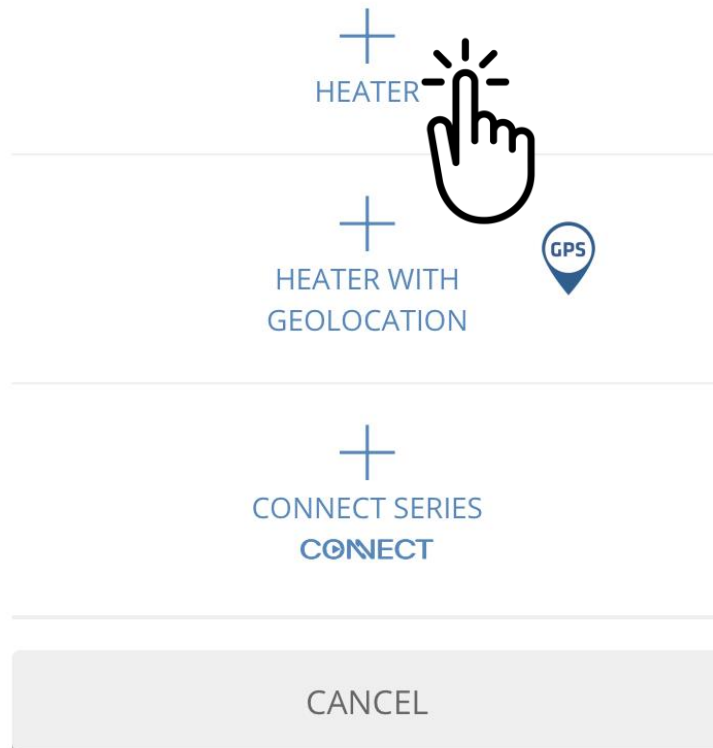 HEATER
HEATER WITH
GPS
GEOLOCATION
CONNECT SERIES
CONNECT
CANCEL